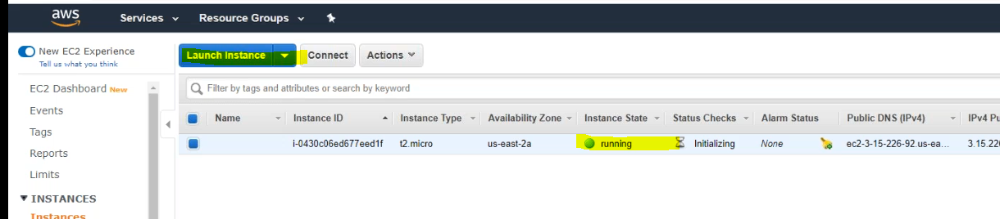 aws Services Resource Groups
New EC2 Experience
Tell us what you think
Launch Instance Connect Actions
EC2 Dashboard New
Filter by tags and attributes or search by keyword
Events
Name Instance ID Instance Type Availability Zone Instance State Status Checks Alarm Status Public DNS (IPv4) IPv4 Pu
Tags
i-0430c06ed677eed1f t2.micro us-east-2a running Initializing None ec2-3-15-226-92.us-ea... 3.15.226
Reports
Limits
INSTANCES
Instances